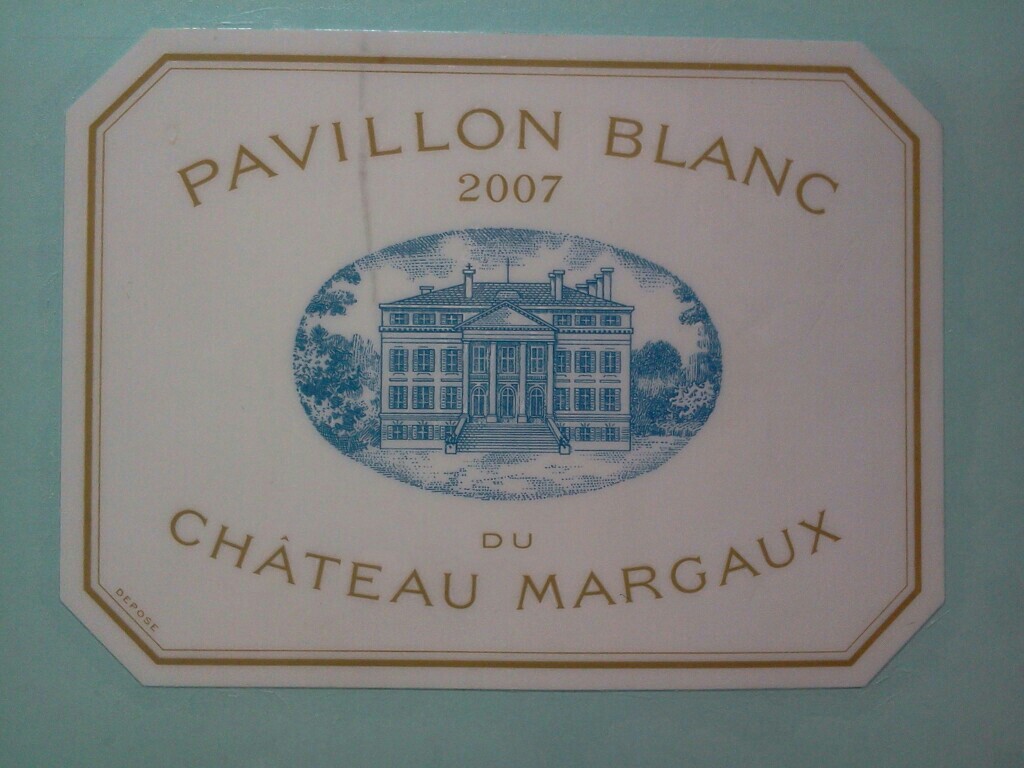 PAVILLON BLANC
2007
DU
CHÂTEAU MARGAUX
DEPOSE